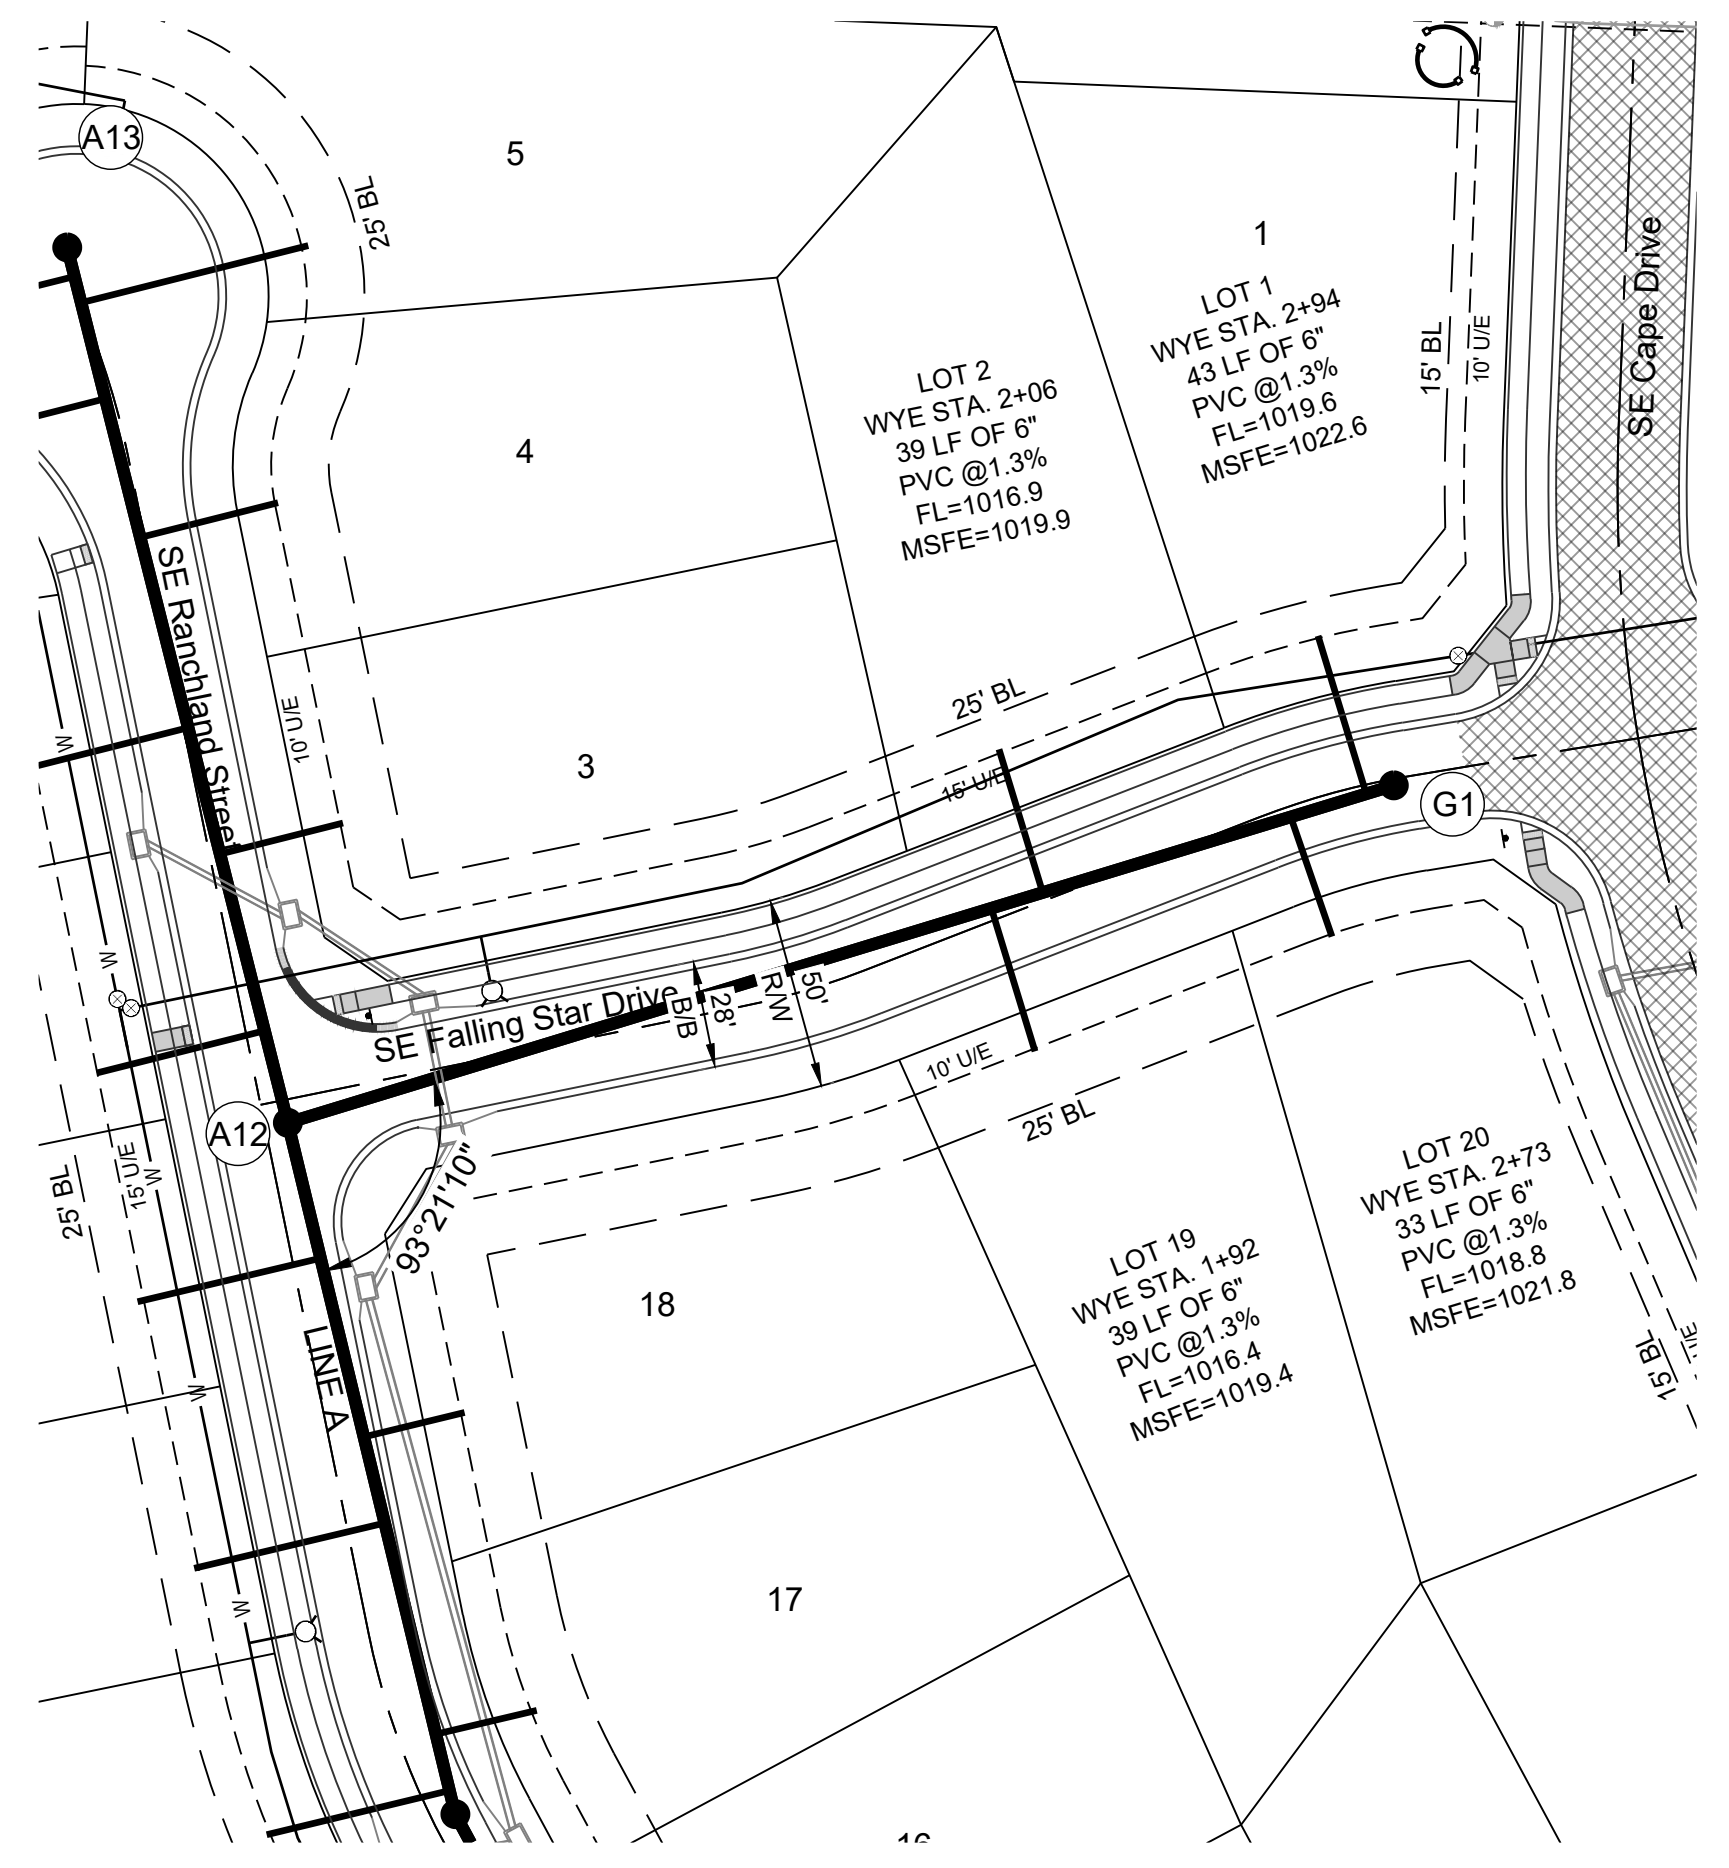 A13
5
25' BL
1
LOT 1
WYE STA. 2+94
43 LF OF 6"
PVC @1.3%
FL=1019.6
MSFE=1022.6
15' BL
10' U/E
SE Cape Drive
LOT 2
WYE STA. 2+06
39 LF OF 6"
PVC @1.3%
FL=1016.9
MSFE=1019.9
4
SE Ranchland Street
10' U/E
W
3
25' BL
15' U/E
G1
W
SE Falling Star Drive
28'
B/B
50'
R/W
10' U/E
25' BL
A12
93°21'10"
25' BL
15' U/E
W
LOT 20
WYE STA. 2+73
33 LF OF 6"
PVC @1.3%
FL=1018.8
MSFE=1021.8
LOT 19
WYE STA. 1+92
39 LF OF 6"
PVC @1.3%
FL=1016.4
MSFE=1019.4
18
LINE A
15' BL
U/E
W
17
W
16